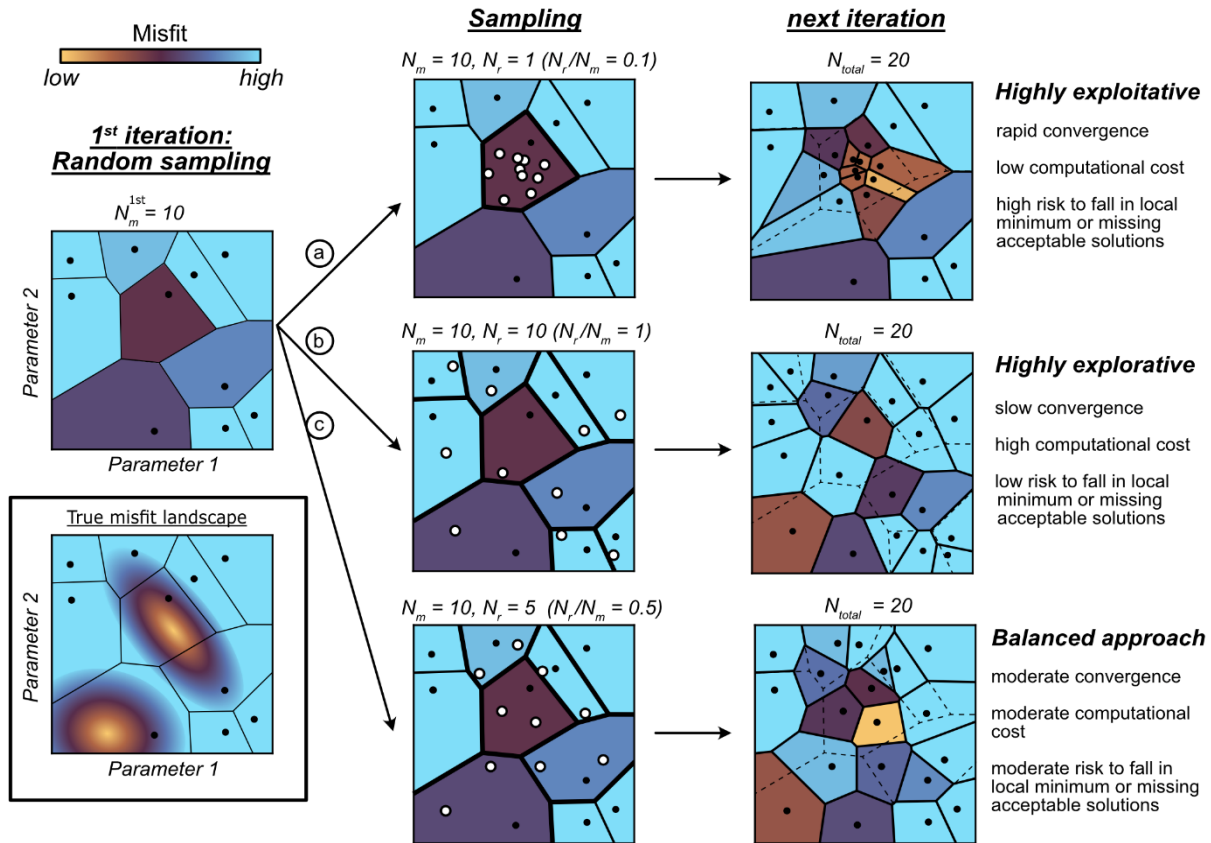 Misfit
low
high
1st iteration:
Random sampling
N_m^1st = 10
Parameter 2
Parameter 1
True misfit landscape
Parameter 2
Parameter 1
a
b
c
Sampling
N_m = 10, N_r = 1 (N_r/N_m = 0.1)
N_m = 10, N_r = 10 (N_r/N_m = 1)
N_m = 10, N_r = 5 (N_r/N_m = 0.5)
next iteration
N_total = 20
Highly exploitative
rapid convergence
low computational cost
high risk to fall in local
minimum or missing
acceptable solutions
N_total = 20
Highly explorative
slow convergence
high computational cost
low risk to fall in local
minimum or missing
acceptable solutions
N_total = 20
Balanced approach
moderate convergence
moderate computational
cost
moderate risk to fall in
local minimum or missing
acceptable solutions